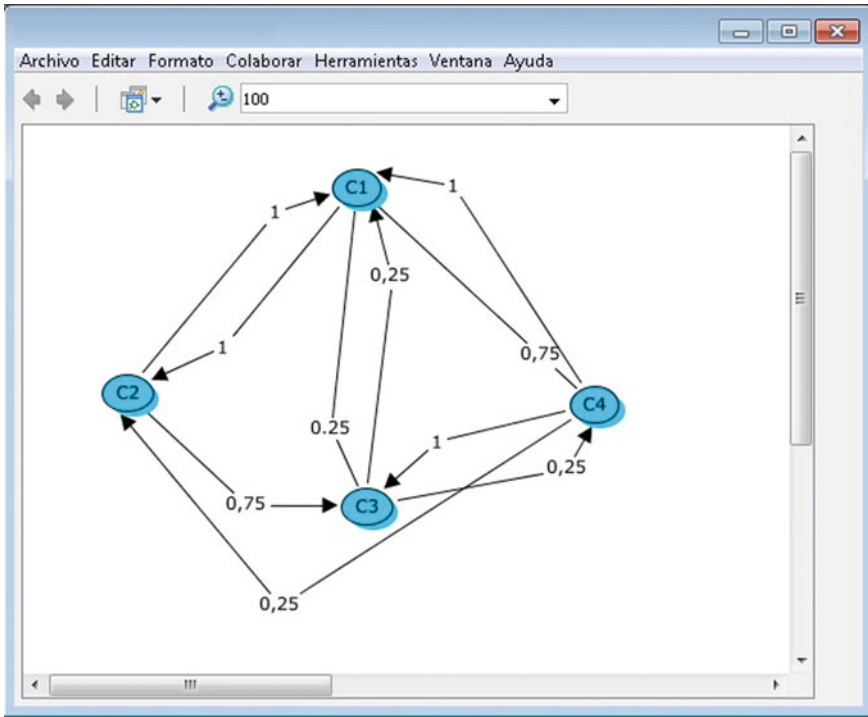 Archivo Editar Formato Colaborar Herramientas Ventana Ayuda
100
C1
1
1
0,25
1
0,75
C2
C4
0.25
1
0,25
0,75
C3
0,25